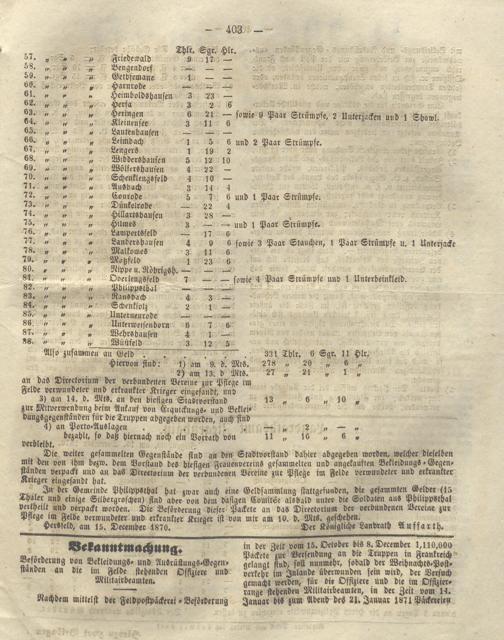 — 403 —
Thlr. Sgr. Hlr.
57. „ „ „ Friedewald 9 17 —
58. „ „ „ Gengendorf — — —
59. „ „ „ Gethsemane 1 — —
60. „ „ „ Harnrode — — —
61. „ „ „ Heimboldshausen 3 23 —
62. „ „ „ Herfa 3 2 6
63. „ „ „ Heringen 6 21 — sowie 9 Paar Strümpfe, 2 Unterjacken und 1 Shawl.
64. „ „ „ Kleinensee 3 11 6
65. „ „ „ Lautenhausen — — —
66. „ „ „ Leimbach 1 5 6 und 2 Paar Strümpfe.
67. „ „ „ Lengers 1 19 2
68. „ „ „ Widdershausen 5 12 10
69. „ „ „ Wölfershausen 4 22 —
70. „ „ „ Schenklengsfeld 4 10 —
71. „ „ „ Ausbach 3 14 4
72. „ „ „ Conrode 5 7 6 und 1 Paar Strümpfe.
73. „ „ „ Dünkelrode — 22 4
74. „ „ „ Hillartshausen 3 28 —
75. „ „ „ Hilmes 3 — — und 1 Paar Strümpfe.
76. „ „ „ Lampertsfeld — 17 6
77. „ „ „ Landershausen 4 9 6 sowie 3 Paar Stauchen, 1 Paar Strümpfe u. 1 Unterjacke
78. „ „ „ Malkomes 3 11 6
79. „ „ „ Motzfeld 1 23 6
80. „ „ „ Nippe u. Röhrigsh. — — —
81. „ „ „ Oberlengsfeld 7 — — sowie 4 Paar Strümpfe und 1 Unterbeinkleid.
82. „ „ „ Philippsthal — — —
83. „ „ „ Ransbach 4 3 —
84. „ „ „ Schenksolz 2 1 —
85. „ „ „ Unterneurode — — —
86. „ „ „ Unterweisenborn 6 7 6
87. „ „ „ Wehrshausen 4 1 —
88. „ „ „ Wüstfeld 3 12 5
Also zusammen an Geld . . . . 331 Thlr. 6 Sgr. 11 Hlr.
Hiervon sind: 1) am 9. d. Mts. 278 „ 20 „ 6 „
2) am 13. d. Mts. 27 „ 21 „ 1 „
an das Directorium der verbundeten Vereine zur Pflege im
Felde verwundeter und erkrankter Krieger eingesandt, und
3) am 14. d. Mts. an den hiesigen Stadtvorstand 13 „ 6 „ 10 „
zur Mitverwendung beim Ankauf von Erquickungs- und Beklei-
dungsgegenständen für die Truppen abgegeben worden, auch sind
4) an Porto-Auslagen . . . — „ 2 „ — „
bezahlt, so daß hiernach noch ein Vorrath von 11 „ 16 „ 6 „
verbleibt.
Die weiter gesammelten Gegenstände sind an den Stadtvorstand dahier abgegeben worden, welcher dieselben
mit den von ihm bezw. dem Vorstand des hiesigen Frauenvereins gesammelten und angekauften Bekleidungs-Gegen-
ständen verpackt und an das Directorium der verbundeten Vereine zur Pflege im Felde verwundeter und erkrankter
Krieger eingesandt hat.
In der Gemeinde Philippsthal hat zwar auch eine Geldsammlung stattgefunden, die gesammten Gelder (15
Thaler und einige Silbergroschen) sind aber von den dasigen Comitée alsbald unter die Soldaten aus Philippsthal
vertheilt und verpackt worden. Die Beförderung dieser Packete an das Directorium der verbundeten Vereine zur
Pflege im Felde verwundeter und erkrankter Krieger ist von mir am 10. d. Mts. geschehen.
Hersfeld, am 15. December 1870. Der Königliche Landrath Auffarth.
Bekanntmachung.
Beförderung von Bekleidungs- und Ausrüstungs-Gegen-
ständen an die im Felde stehenden Offiziere und
Militairbeamten.
Nachdem mittelst der Feldpostpäckerei-Beförderung
in der Zeit vom 15. October bis 8. December 1,110,000
Päckete zur Versendung an die Truppen in Frankreich
gelangt sind, soll nunmehr, sobald der Weihnachts-Post-
verkehr im Inlande überwunden sein wird, der Versuch
gemacht werden, für die Offiziere und die im Offizier-
range stehenden Militairbeamten, in der Zeit vom 14.
Januar bis zum Abend des 21. Januar 1871 Päckereien